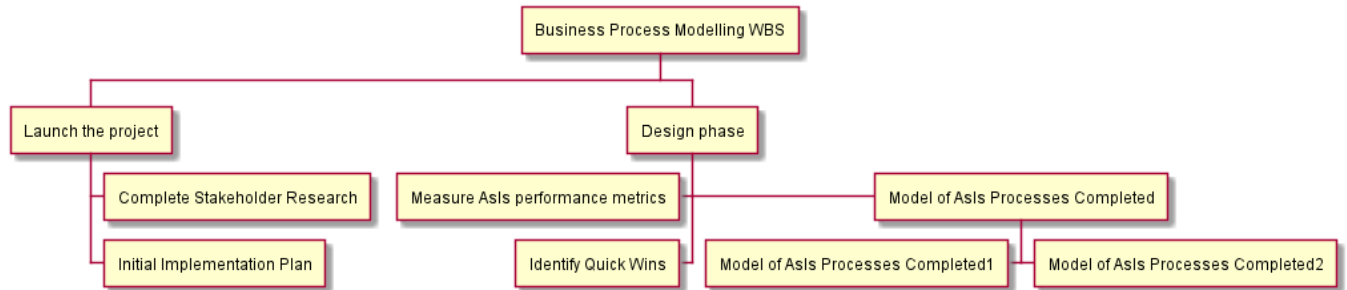 Business Process Modelling WBS
Launch the project
Design phase
Complete Stakeholder Research
Measure AsIs performance metrics
Model of AsIs Processes Completed
Initial Implementation Plan
Identify Quick Wins
Model of AsIs Processes Completed1
Model of AsIs Processes Completed2